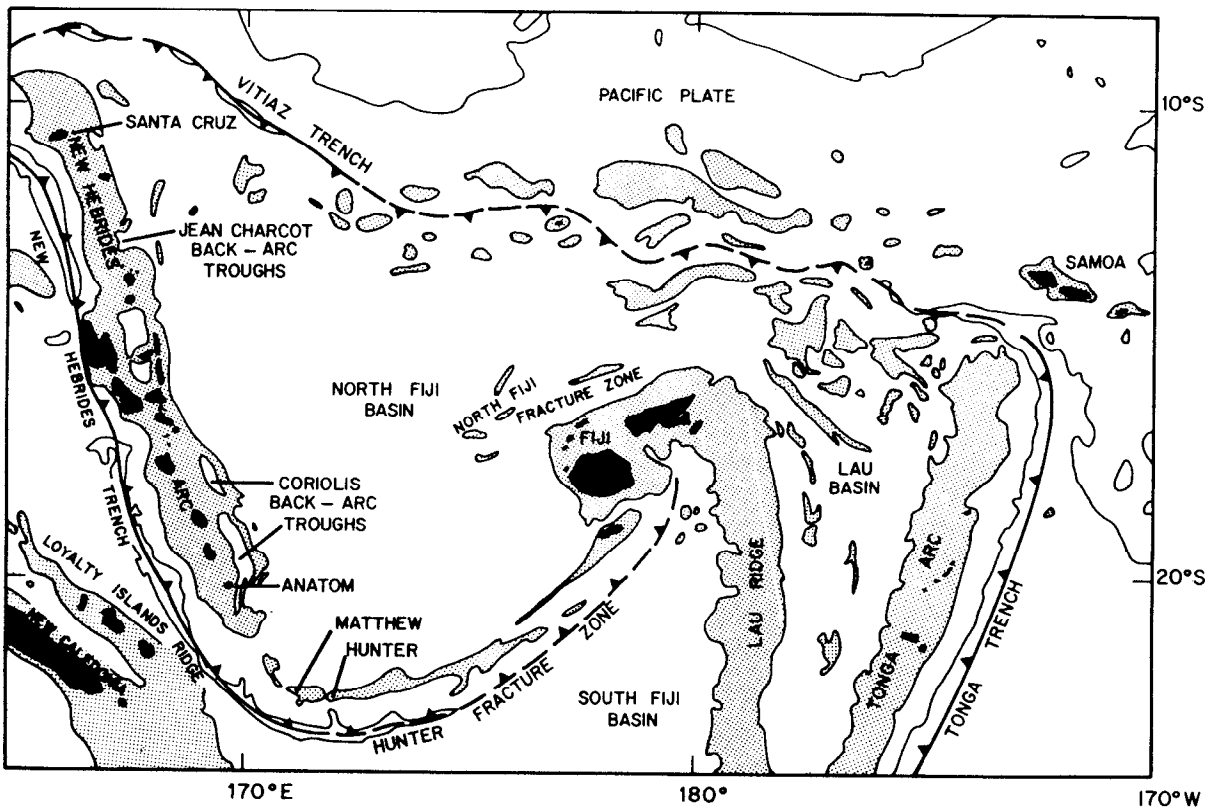 VITIAZ TRENCH
PACIFIC PLATE
10°S
SANTA CRUZ
NEW HEBRIDES
JEAN CHARCOT
BACK – ARC
TROUGHS
SAMOA
NEW
HEBRIDES
TRENCH
NORTH FIJI
BASIN
NORTH FIJI
FRACTURE ZONE
FIJI
LAU
BASIN
ARC
CORIOLIS
BACK – ARC
TROUGHS
ANATOM
LOYALTY ISLANDS RIDGE
NEW CALEDONIA
MATTHEW
HUNTER
HUNTER FRACTURE ZONE
SOUTH FIJI
BASIN
LAU RIDGE
TONGA ARC
TONGA TRENCH
20°S
170°E
180°
170°W